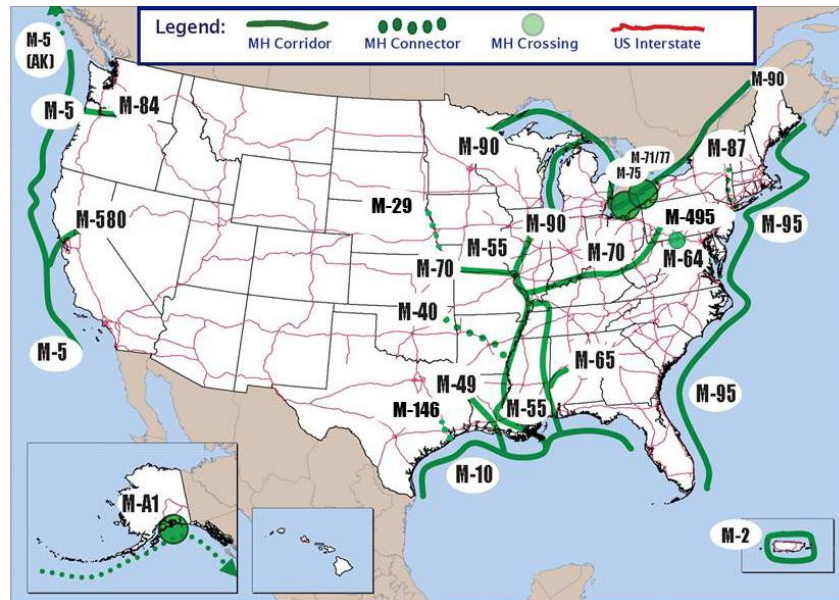 Legend:
MH Corridor
MH Connector
MH Crossing
US Interstate
M-5
(AK)
M-5
M-84
M-90
M-90
M-71/77
M-75
M-87
M-580
M-29
M-55
M-90
M-495
M-95
M-70
M-70
M-64
M-40
M-5
M-65
M-49
M-95
M-146
M-55
M-10
M-A1
M-2